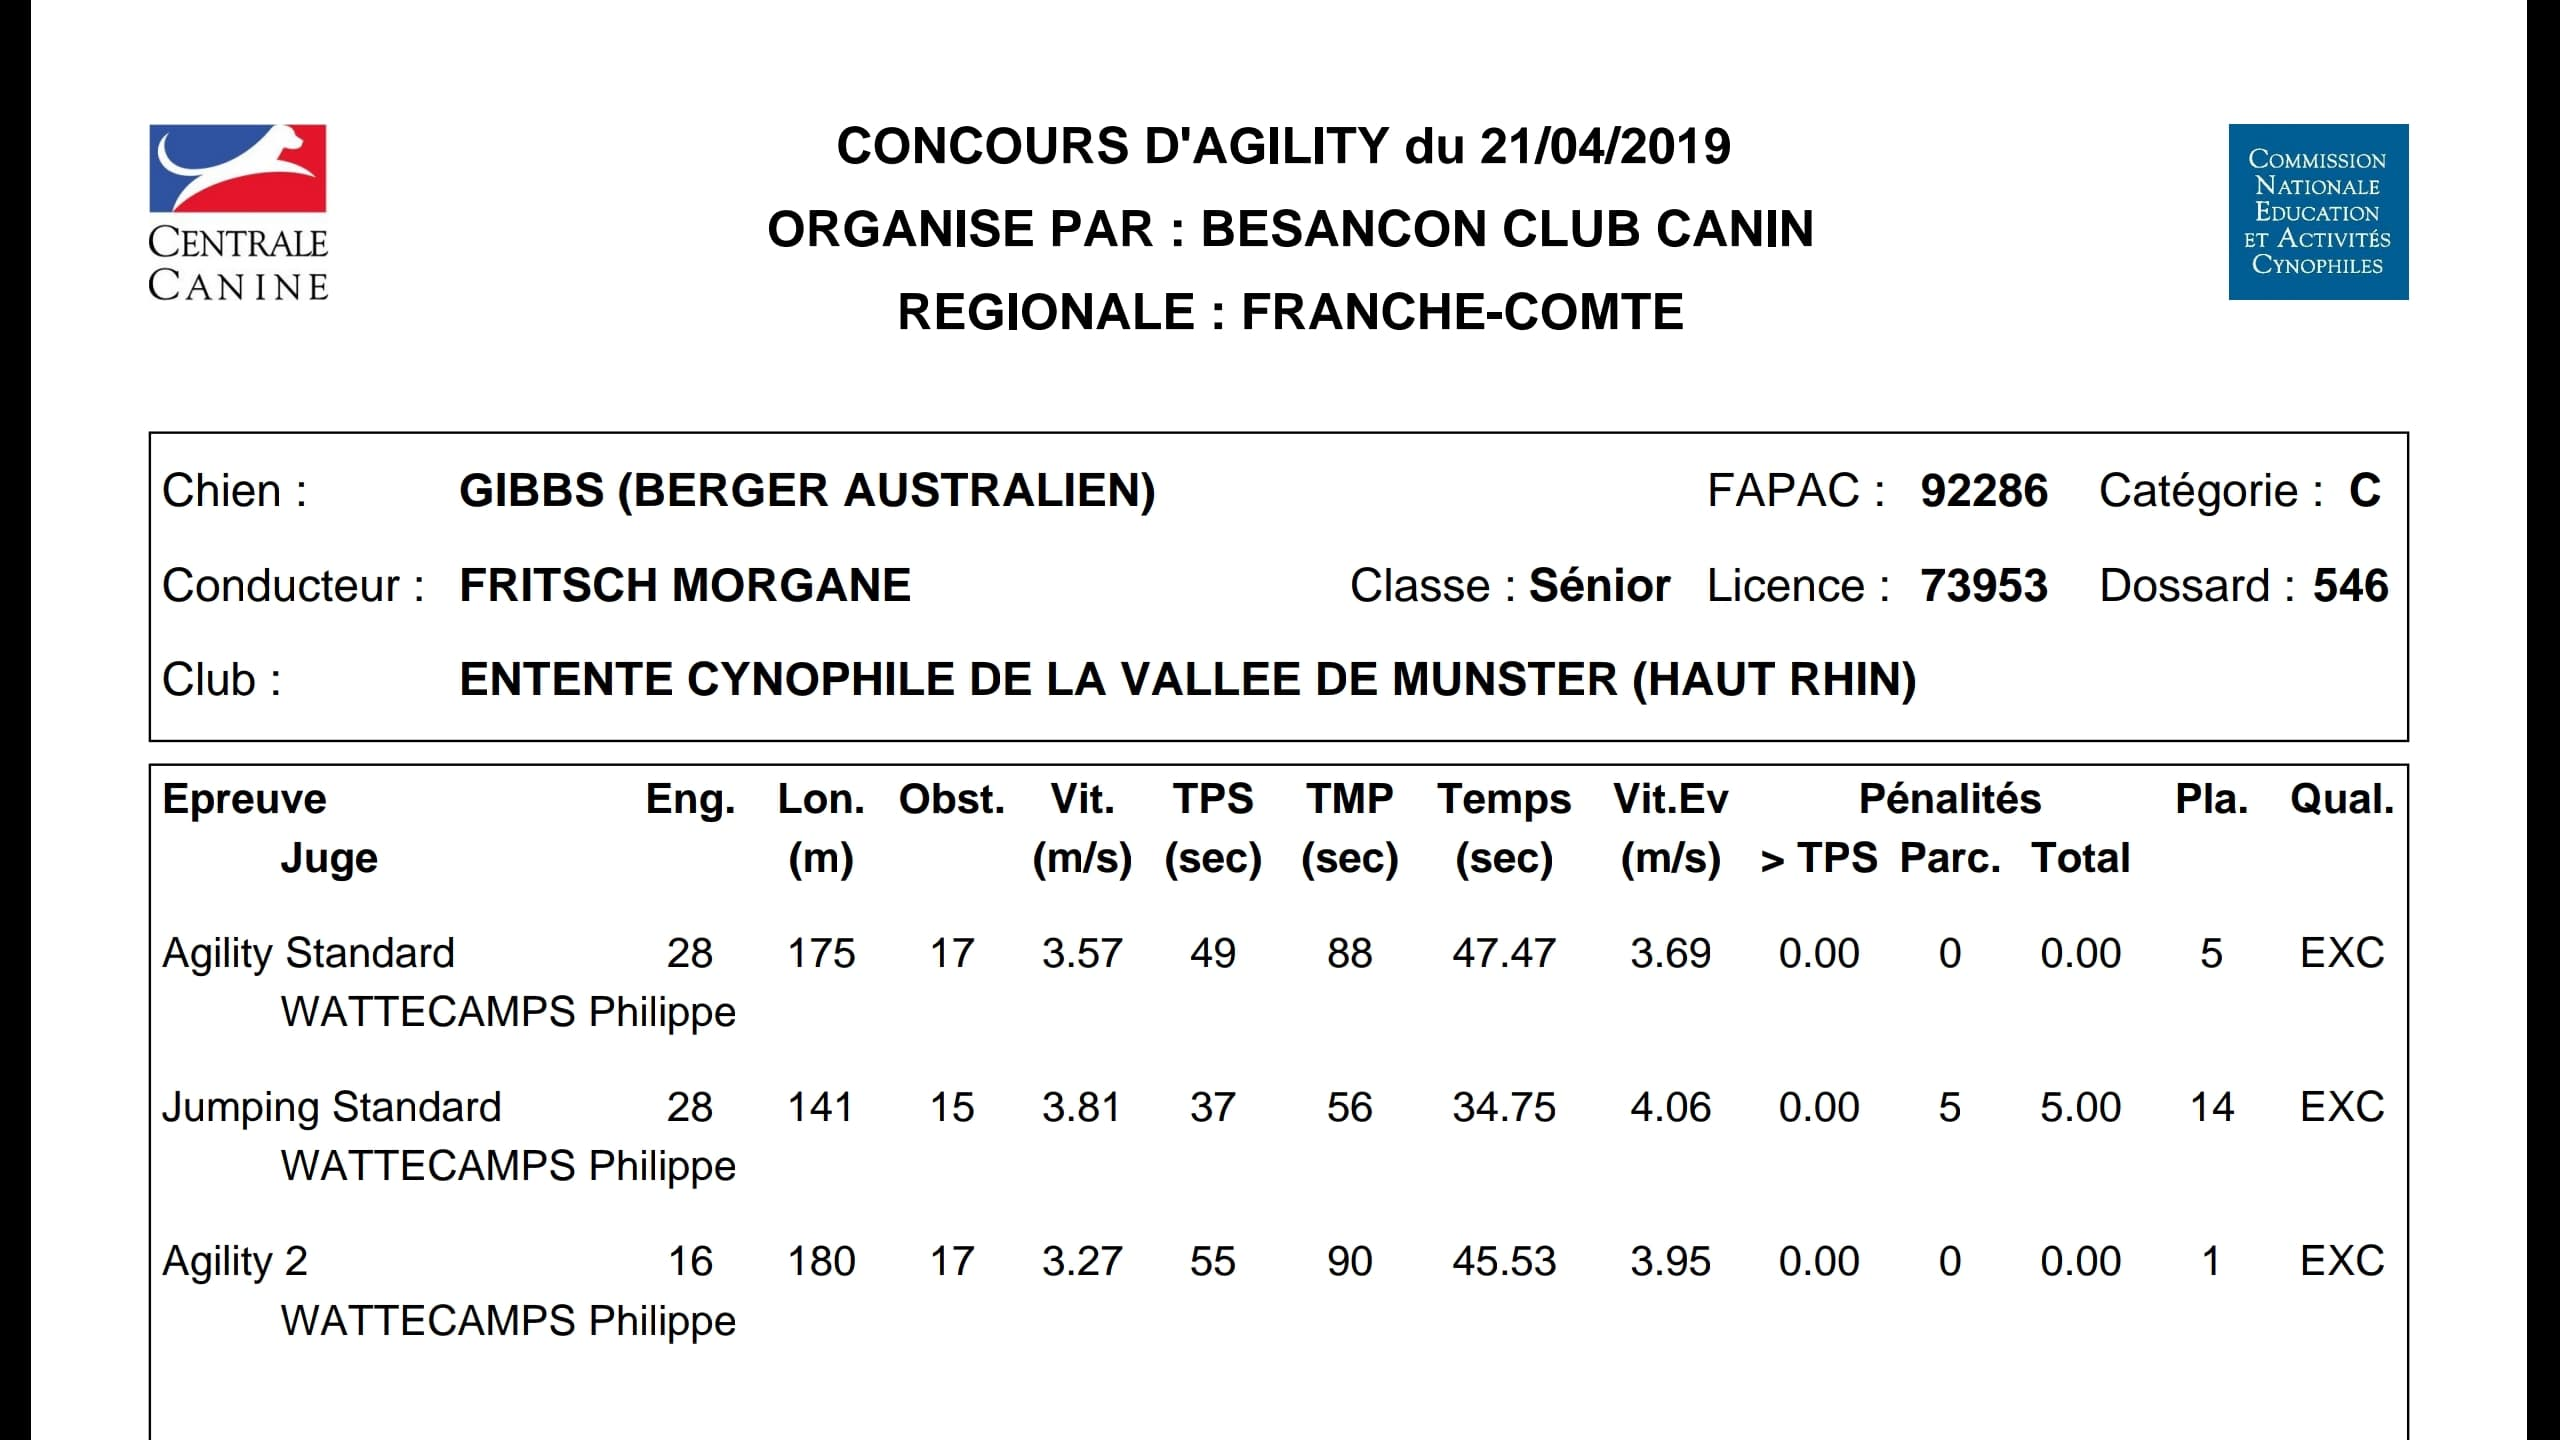 CENTRALE
CANINE
CONCOURS D'AGILITY du 21/04/2019
ORGANISE PAR : BESANCON CLUB CANIN
REGIONALE : FRANCHE-COMTE
COMMISSION
NATIONALE
EDUCATION
ET ACTIVITÉS
CYNOPHILES
Chien : GIBBS (BERGER AUSTRALIEN) FAPAC : 92286 Catégorie : C
Conducteur : FRITSCH MORGANE Classe : Sénior Licence : 73953 Dossard : 546
Club : ENTENTE CYNOPHILE DE LA VALLEE DE MUNSTER (HAUT RHIN)
Epreuve Eng. Lon. Obst. Vit. TPS TMP Temps Vit.Ev Pénalités Pla. Qual.
Juge (m) (m/s) (sec) (sec) (sec) (m/s) > TPS Parc. Total
Agility Standard 28 175 17 3.57 49 88 47.47 3.69 0.00 0 0.00 5 EXC
WATTECAMPS Philippe
Jumping Standard 28 141 15 3.81 37 56 34.75 4.06 0.00 5 5.00 14 EXC
WATTECAMPS Philippe
Agility 2 16 180 17 3.27 55 90 45.53 3.95 0.00 0 0.00 1 EXC
WATTECAMPS Philippe